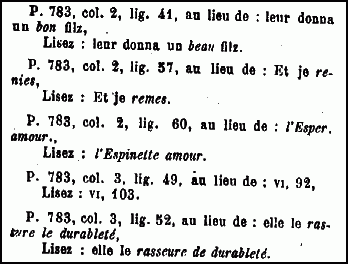 P. 783, col. 2, lig. 41, au lieu de : leur donna
un bon filz,
Lisez : leur donna un beau filz.
P. 783, col. 2, lig. 57, au lieu de : Et je re-
nies,
Lisez : Et je remes.
P. 783, col. 2, lig. 60, au lieu de : l'Esper.
amour.,
Lisez : l'Espinette amour.
P. 783, col. 3, lig. 49, au lieu de : VI, 92,
Lisez : VI, 103.
P. 783, col. 3, lig. 52, au lieu de : elle le ras-
ture le durableté,
Lisez : elle le rasseure de durableté.